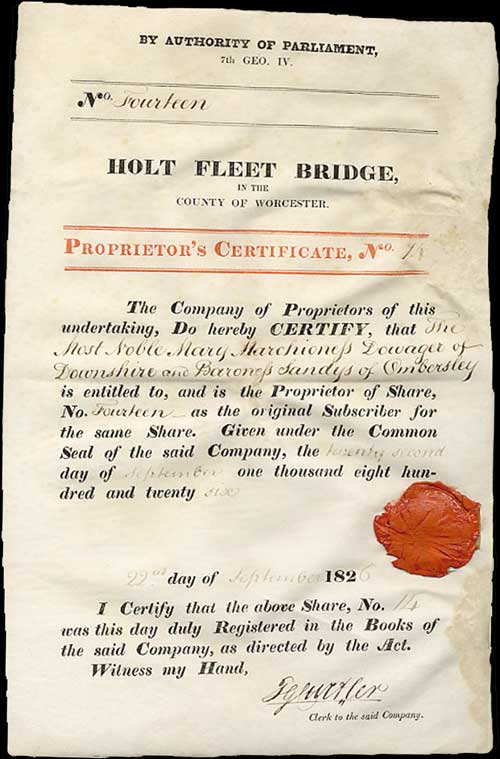 BY AUTHORITY OF PARLIAMENT,
7th GEO. IV.
No. Fourteen
HOLT FLEET BRIDGE,
IN THE
COUNTY OF WORCESTER.
PROPRIETOR'S CERTIFICATE, No. 14
The Company of Proprietors of this
undertaking, Do hereby CERTIFY, that The
Most Noble Mary Marchioneſs Dowager of
Downshire and Baroneſs Sandys of Ombersley
is entitled to, and is the Proprietor of Share,
No. Fourteen as the original Subscriber for
the same Share. Given under the Common
Seal of the said Company, the twenty second
day of September one thousand eight hun-
dred and twenty six
22nd day of September 1826
I Certify that the above Share, No. 14
was this day duly Registered in the Books of
the said Company, as directed by the Act.
Witness my Hand,
Clerk to the said Company.